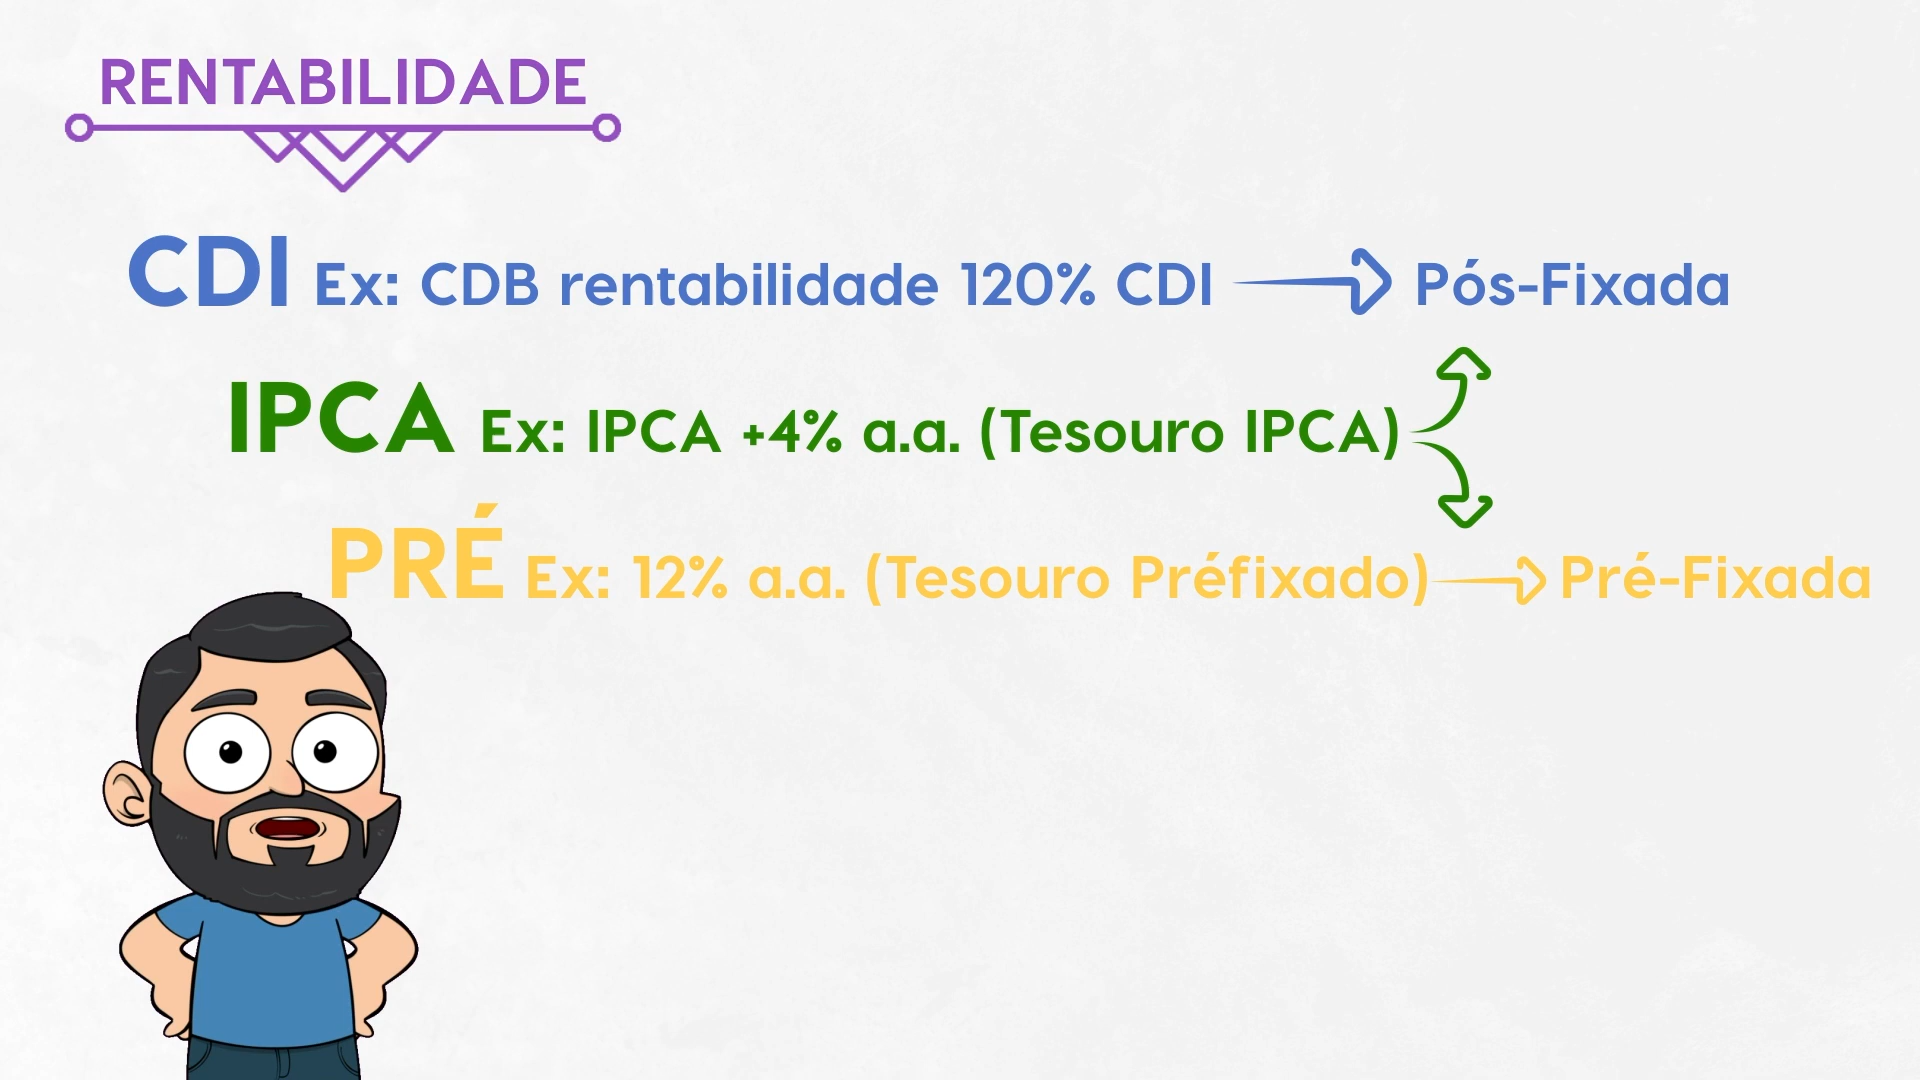 RENTABILIDADE
CDI Ex: CDB rentabilidade 120% CDI Pós-Fixada
IPCA Ex: IPCA +4% a.a. (Tesouro IPCA)
PRÉ Ex: 12% a.a. (Tesouro Préfixado) Pré-Fixada